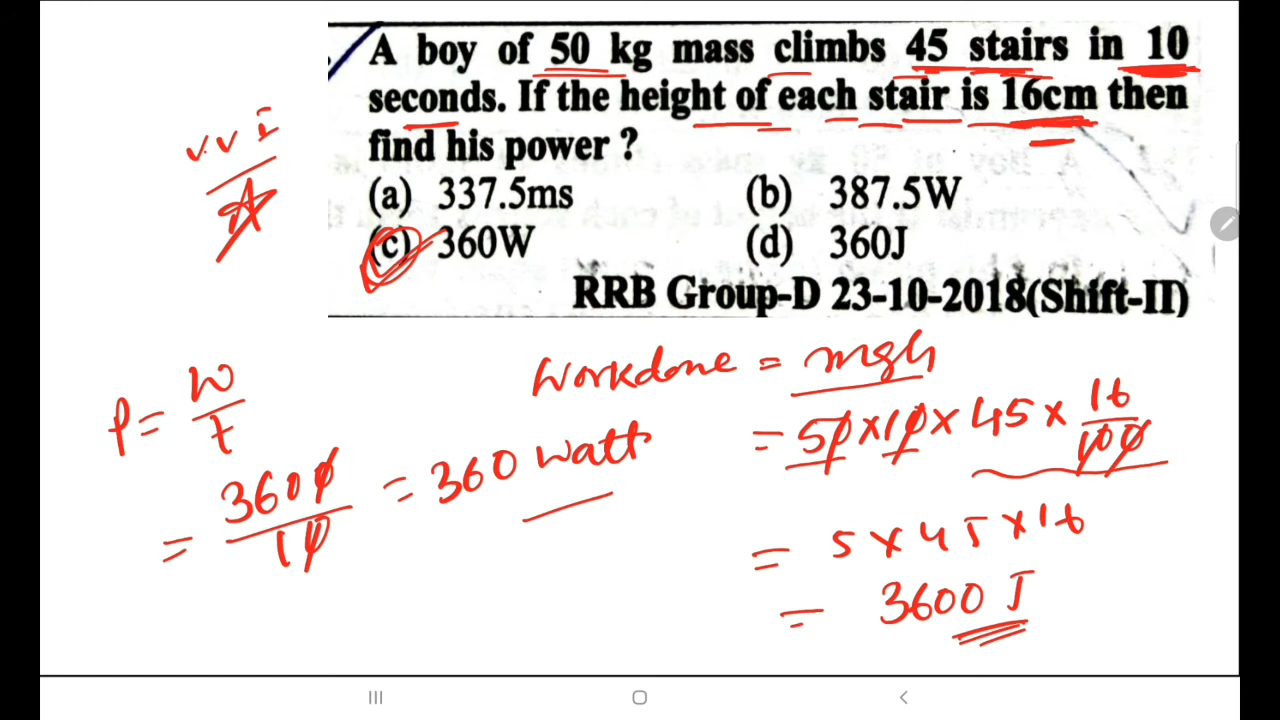 A boy of 50 kg mass climbs 45 stairs in 10
seconds. If the height of each stair is 16cm then
find his power ?
(a) 337.5ms (b) 387.5W
(c) 360W (d) 360J
RRB Group-D 23-10-2018(Shift-II)
v.v I
Workdone = mgh
= 50 x 10 x 45 x 16/100
= 5 x 45 x 16
= 3600 J
P = W/t
= 3600/10 = 360 watt